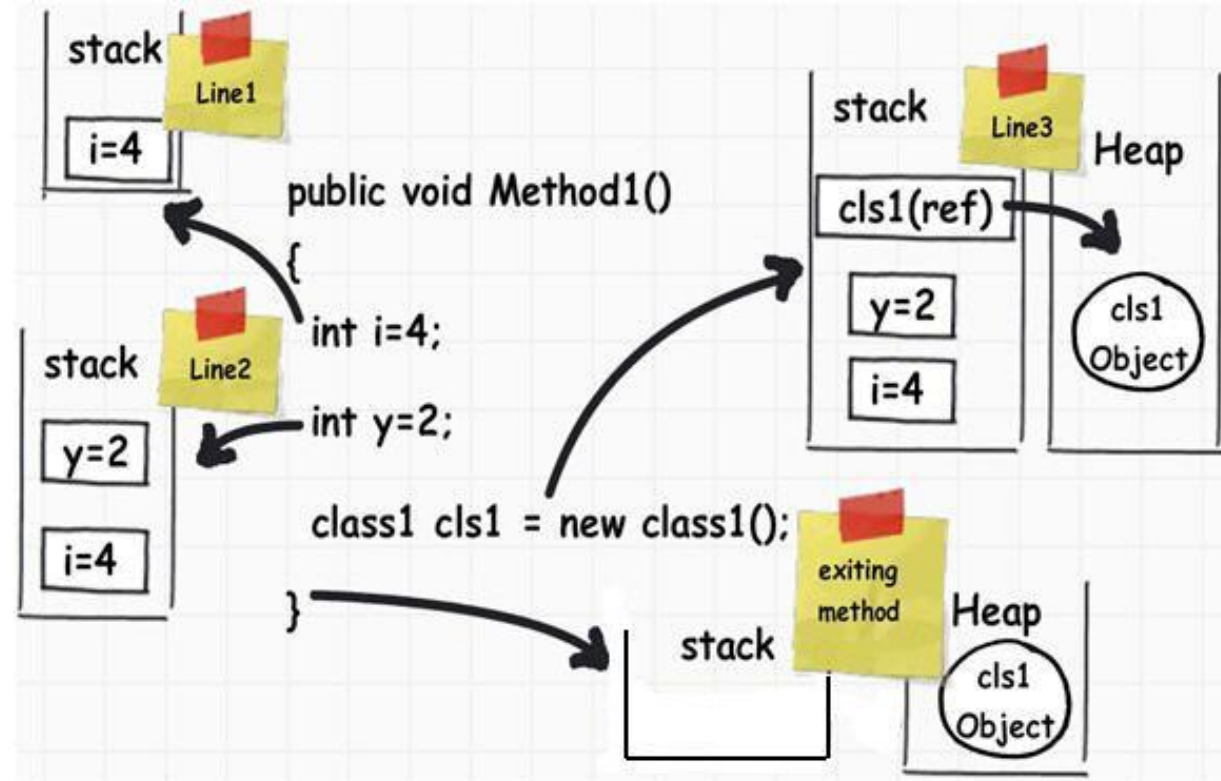 stack
Line1
i=4
public void Method1()
{
int i=4;
int y=2;
class1 cls1 = new class1();
}
stack
Line2
y=2
i=4
stack
Line3
Heap
cls1(ref)
y=2
i=4
cls1
Object
exiting
method
stack
Heap
cls1
Object